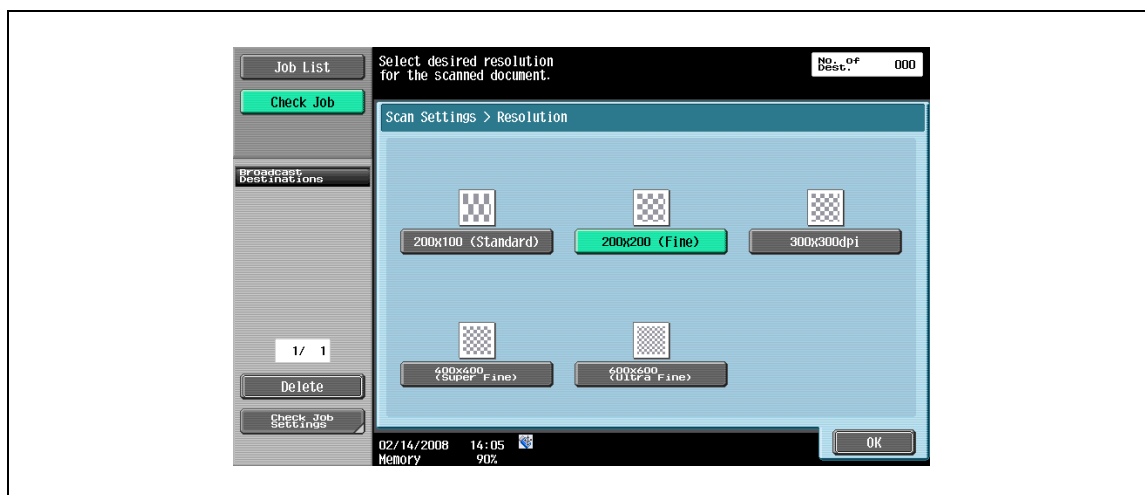 Job List
Check Job
Broadcast
Destinations
1/ 1
Delete
Check Job
Settings
Select desired resolution
for the scanned document.
No. of
Dest.
000
Scan Settings > Resolution
200x100 (Standard)
200x200 (Fine)
300x300dpi
400x400
(Super Fine)
600x600
(Ultra Fine)
02/14/2008 14:05
Memory 90%
OK